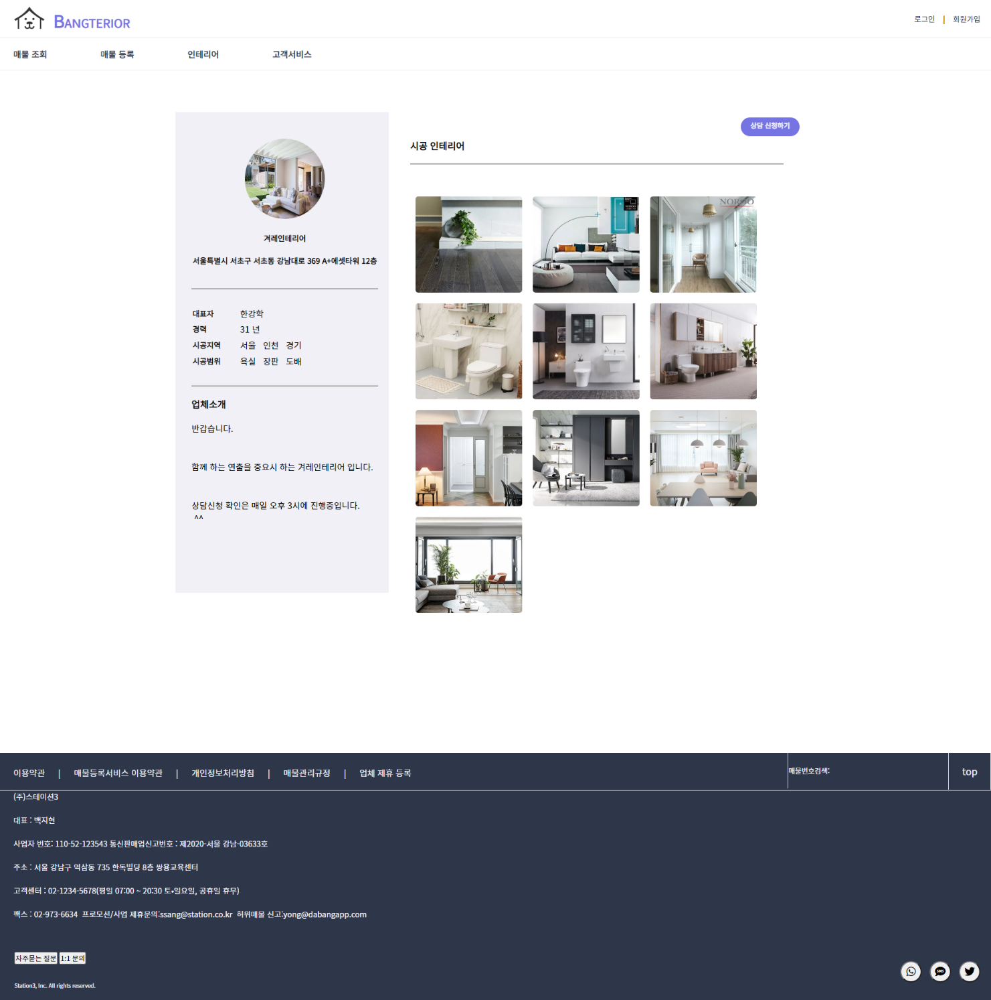 BANGTERIOR
로그인 | 회원가입
매물 조회 매물 등록 인테리어 고객서비스
상담 신청하기
시공 인테리어
NOROO
NOROO
겨레인테리어
서울특별시 서초구 서초동 강남대로 369 A+에셋타워 12층
대표자 한강학
경력 31 년
시공지역 서울 인천 경기
시공범위 욕실 장판 도배
업체소개
반갑습니다.
함께 하는 연출을 중요시 하는 겨레인테리어 입니다.
상담신청 확인은 매일 오후 3시에 진행중입니다.
^^
이용약관 | 매물등록서비스 이용약관 | 개인정보처리방침 | 매물관리규정 | 업체 제휴 등록
매물번호검색:
top
(주)스테이션3
대표 : 백지현
사업자 번호: 110-52-123543 통신판매업신고번호 : 제2020-서울 강남-03633호
주소 : 서울 강남구 역삼동 735 한독빌딩 8층 쌍용교육센터
고객센터 : 02-1234-5678(평일 07:00 ~ 20:30 토•일요일, 공휴일 휴무)
팩스 : 02-973-6634 프로모션/사업 제휴문의:ssang@station.co.kr 허위매물 신고:yong@dabangapp.com
자주묻는 질문 1:1 문의
SMS
Station3, Inc. All rights reserved.